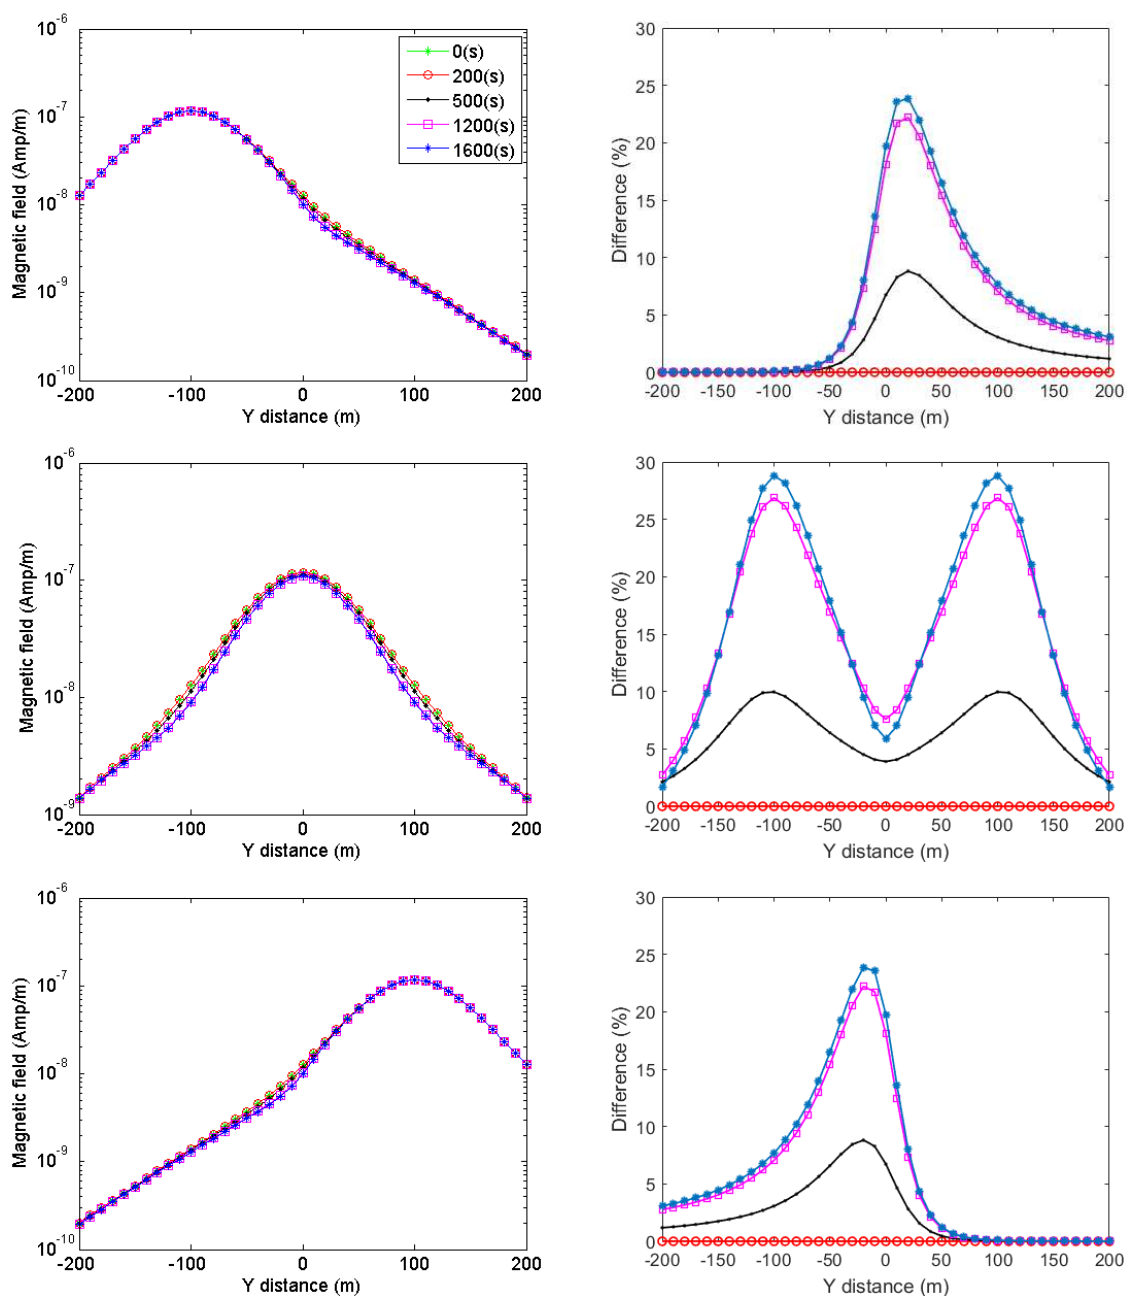 10^-6
10^-7
10^-8
10^-9
10^-10
Magnetic field (Amp/m)
0(s)
200(s)
500(s)
1200(s)
1600(s)
-200 -100 0 100 200
Y distance (m)
30
25
20
15
10
5
0
Difference (%)
-200 -150 -100 -50 0 50 100 150 200
Y distance (m)
10^-6
10^-7
10^-8
10^-9
Magnetic field (Amp/m)
-200 -100 0 100 200
Y distance (m)
30
25
20
15
10
5
0
Difference (%)
-200 -150 -100 -50 0 50 100 150 200
Y distance (m)
10^-6
10^-7
10^-8
10^-9
10^-10
Magnetic field (Amp/m)
-200 -100 0 100 200
Y distance (m)
30
25
20
15
10
5
0
Difference (%)
-200 -150 -100 -50 0 50 100 150 200
Y distance (m)